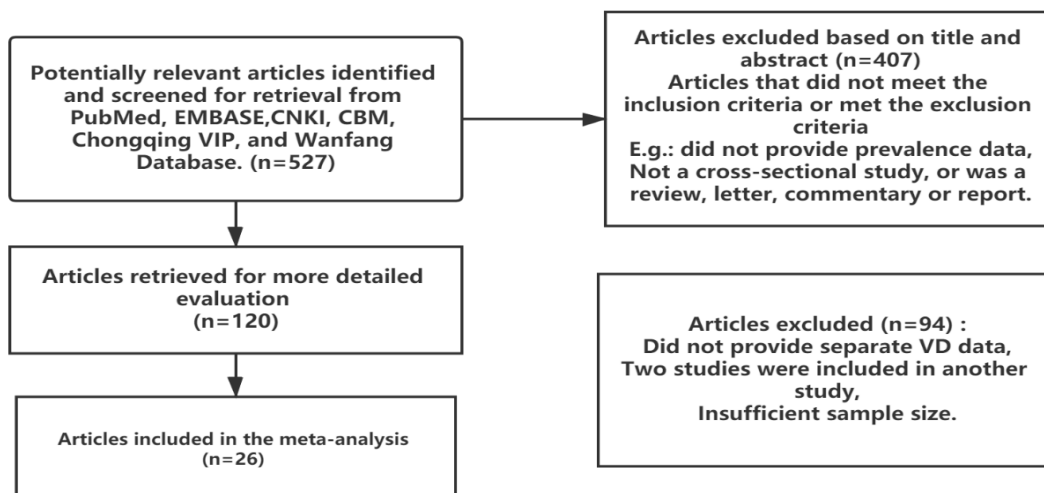 Potentially relevant articles identified
and screened for retrieval from
PubMed, EMBASE,CNKI, CBM,
Chongqing VIP, and Wanfang
Database. (n=527)
Articles excluded based on title and
abstract (n=407)
Articles that did not meet the
inclusion criteria or met the exclusion
criteria
E.g.: did not provide prevalence data,
Not a cross-sectional study, or was a
review, letter, commentary or report.
Articles retrieved for more detailed
evaluation
(n=120)
Articles excluded (n=94) :
Did not provide separate VD data,
Two studies were included in another
study,
Insufficient sample size.
Articles included in the meta-analysis
(n=26)